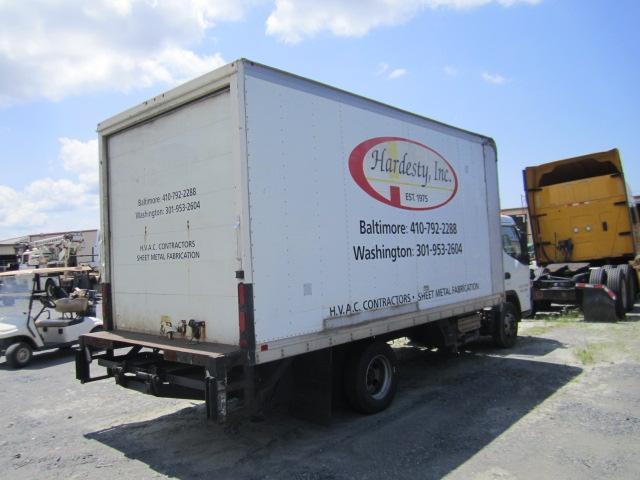 Baltimore: 410-792-2288
Washington: 301-953-2604
H.V.A.C. CONTRACTORS
SHEET METAL FABRICATION
Hardesty, Inc.
EST. 1975
Baltimore: 410-792-2288
Washington: 301-953-2604
H.V.A.C. CONTRACTORS • SHEET METAL FABRICATION